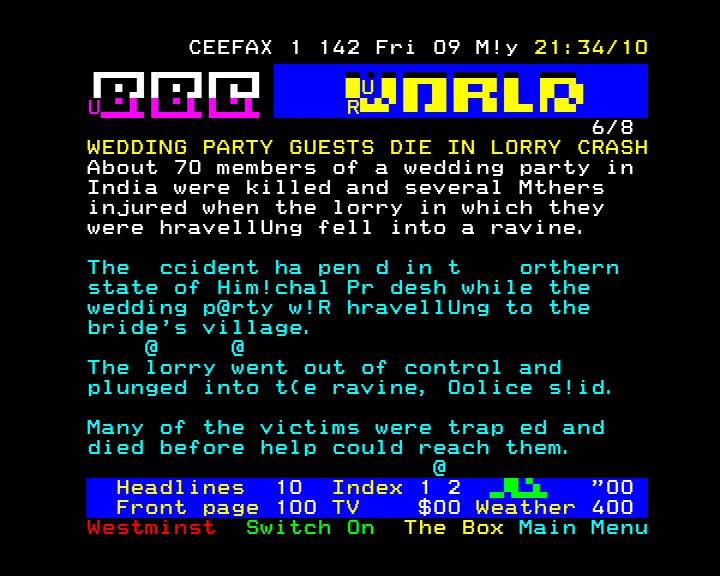 CEEFAX 1 142 Fri 09 M!y 21:34/10
BBC WORLD
U
U
R
6/8
WEDDING PARTY GUESTS DIE IN LORRY CRASH
About 70 members of a wedding party in
India were killed and several Mthers
injured when the lorry in which they
were hravellUng fell into a ravine.
The  ccident ha pen d in t    orthern
state of Him!chal Pr desh while the
wedding p@rty w!R hravellUng to the
bride's village.
@ @
The lorry went out of control and
plunged into t(e ravine, Oolice s!id.
Many of the victims were trap ed and
died before help could reach them.
@
Headlines 10 Index 1 2 "00
Front page 100 TV $00 Weather 400
Westminst Switch On The Box Main Menu